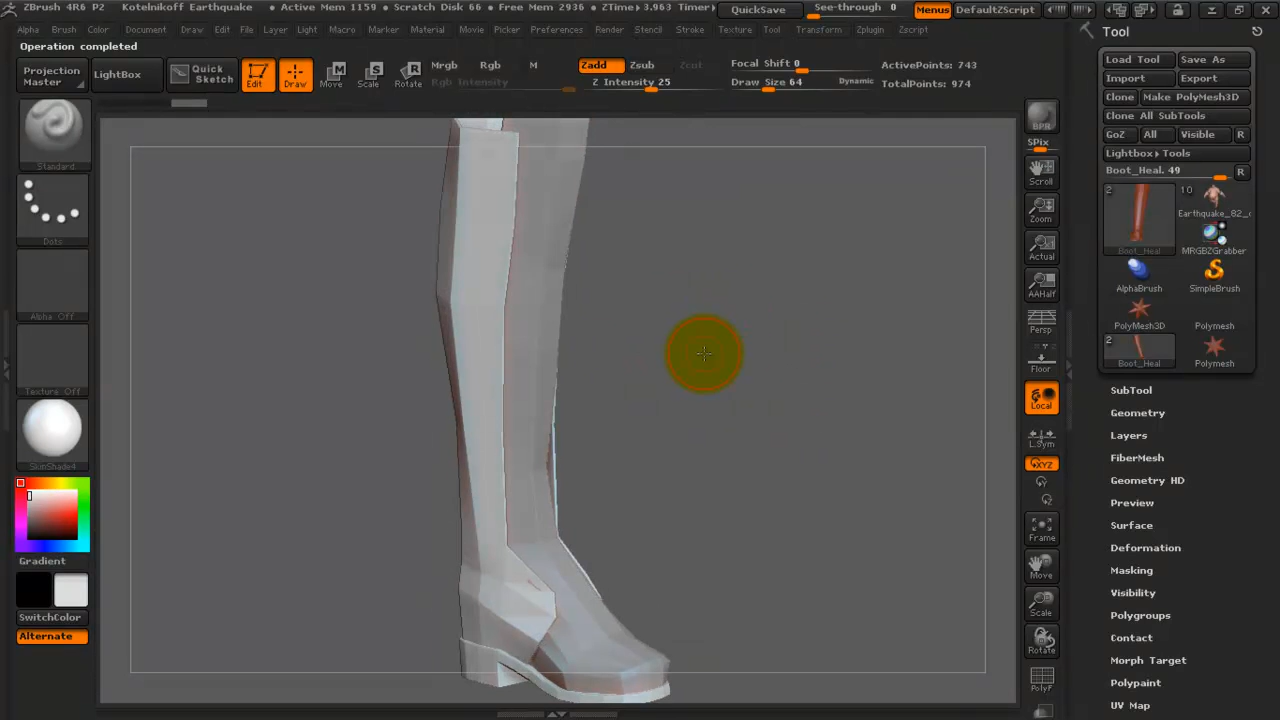 ZBrush 4R6 P2 Kotelnikoff Earthquake • Active Mem 1159 • Scratch Disk 66 • Free Mem 2936 • ZTime▸3.963 Timer▸ QuickSave See-through 0 Menus DefaultZScript
Alpha Brush Color Document Draw Edit File Layer Light Macro Marker Material Movie Picker Preferences Render Stencil Stroke Texture Tool Transform Zplugin Zscript
Operation completed
Projection Master
LightBox
Quick Sketch
Edit
Draw
Move
Scale
Rotate
Mrgb Rgb M
Rgb Intensity
Zadd Zsub Zcut
Z Intensity 25
Focal Shift 0
Draw Size 64 Dynamic
ActivePoints: 743
TotalPoints: 974
Standard
Dots
Alpha Off
Texture Off
SkinShade4
Gradient
SwitchColor
Alternate
BPR
SPix
Scroll
Zoom
Actual
AAHalf
Persp
Floor
Local
L.Sym
XYZ
Frame
Move
Scale
Rotate
PolyF
Tool
Load Tool Save As
Import Export
Clone Make PolyMesh3D
Clone All SubTools
GoZ All Visible R
Lightbox▸Tools
Boot_Heal. 49 R
2 10
Boot_Heal
Earthquake_82_c
MRGBZGrabber
AlphaBrush SimpleBrush
PolyMesh3D Polymesh
2
Boot_Heal Polymesh
SubTool
Geometry
Layers
FiberMesh
Geometry HD
Preview
Surface
Deformation
Masking
Visibility
Polygroups
Contact
Morph Target
Polypaint
UV Map